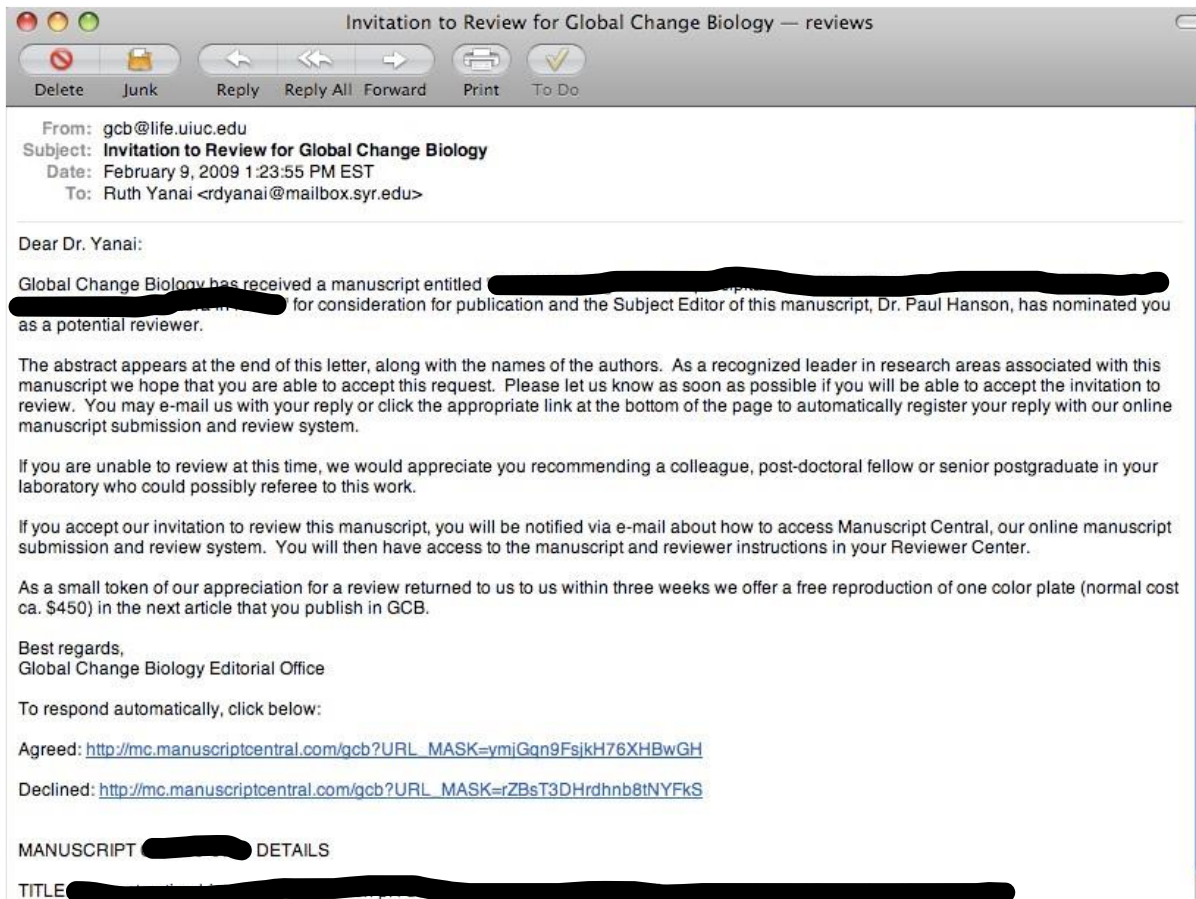 Invitation to Review for Global Change Biology — reviews
Delete Junk Reply Reply All Forward Print To Do
From: gcb@life.uiuc.edu
Subject: Invitation to Review for Global Change Biology
Date: February 9, 2009 1:23:55 PM EST
To: Ruth Yanai <rdyanai@mailbox.syr.edu>
Dear Dr. Yanai:
Global Change Biology has received a manuscript entitled "
" for consideration for publication and the Subject Editor of this manuscript, Dr. Paul Hanson, has nominated you
as a potential reviewer.
The abstract appears at the end of this letter, along with the names of the authors. As a recognized leader in research areas associated with this
manuscript we hope that you are able to accept this request. Please let us know as soon as possible if you will be able to accept the invitation to
review. You may e-mail us with your reply or click the appropriate link at the bottom of the page to automatically register your reply with our online
manuscript submission and review system.
If you are unable to review at this time, we would appreciate you recommending a colleague, post-doctoral fellow or senior postgraduate in your
laboratory who could possibly referee to this work.
If you accept our invitation to review this manuscript, you will be notified via e-mail about how to access Manuscript Central, our online manuscript
submission and review system. You will then have access to the manuscript and reviewer instructions in your Reviewer Center.
As a small token of our appreciation for a review returned to us to us within three weeks we offer a free reproduction of one color plate (normal cost
ca. $450) in the next article that you publish in GCB.
Best regards,
Global Change Biology Editorial Office
To respond automatically, click below:
Agreed: http://mc.manuscriptcentral.com/gcb?URL_MASK=ymjGqn9FsjkH76XHBwGH
Declined: http://mc.manuscriptcentral.com/gcb?URL_MASK=rZBsT3DHrdhnb8tNYFkS
MANUSCRIPT DETAILS
TITLE